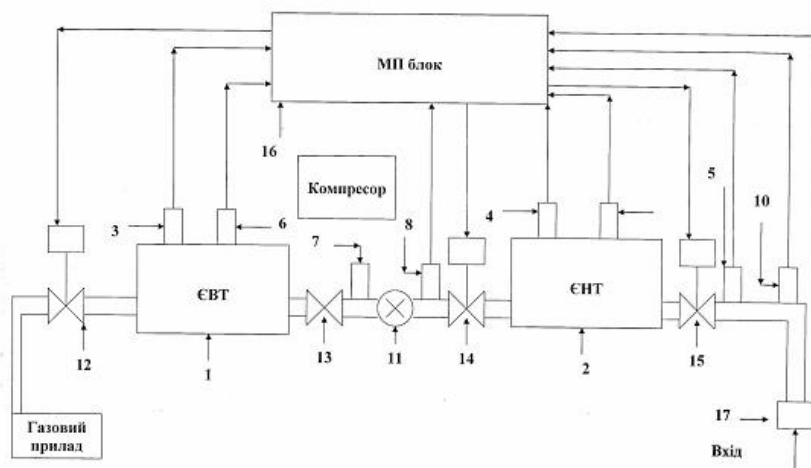 МП блок
16
Компресор
5
10
3
6
7
8
4
ЄВТ
ЄНТ
12
1
13
11
14
2
15
17
Газовий
прилад
Вхід